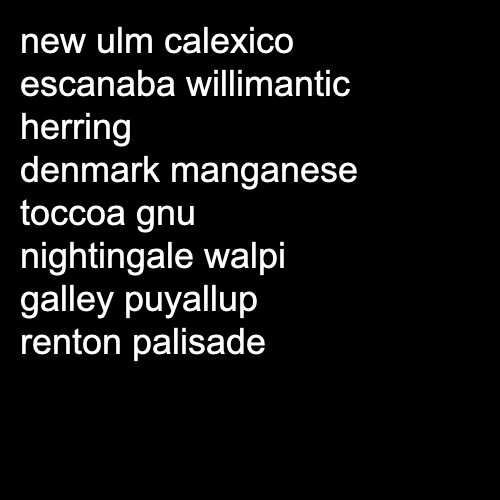 new ulm calexico
escanaba willimantic
herring
denmark manganese
toccoa gnu
nightingale walpi
galley puyallup
renton palisade